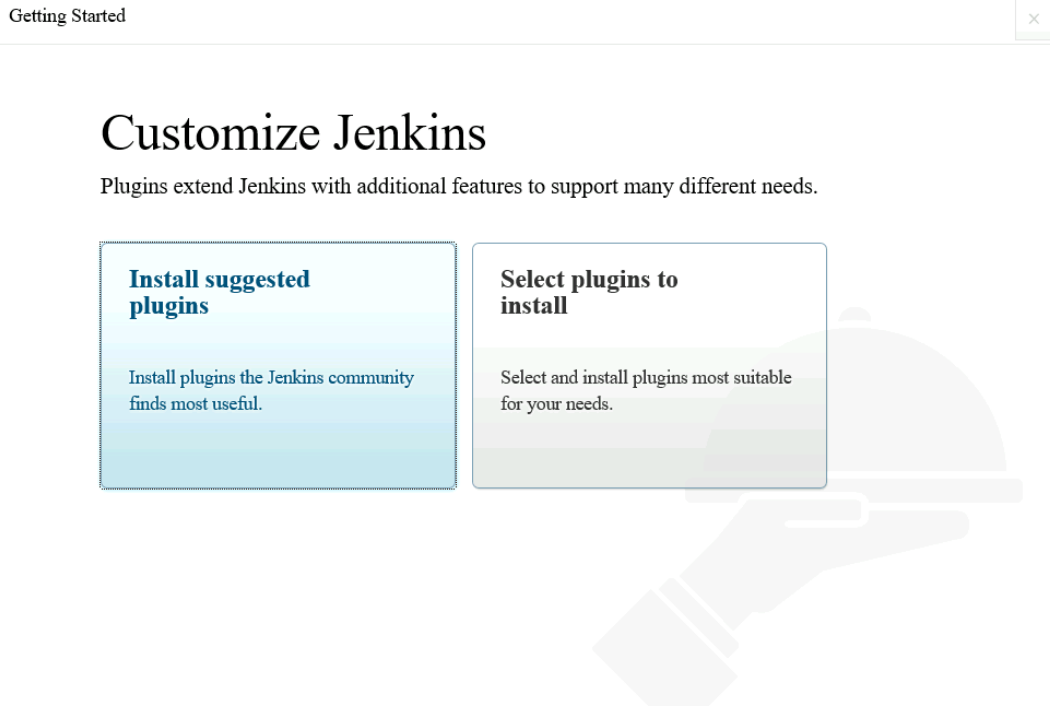 Getting Started
×
Customize Jenkins
Plugins extend Jenkins with additional features to support many different needs.
Install suggested
plugins
Install plugins the Jenkins community
finds most useful.
Select plugins to
install
Select and install plugins most suitable
for your needs.